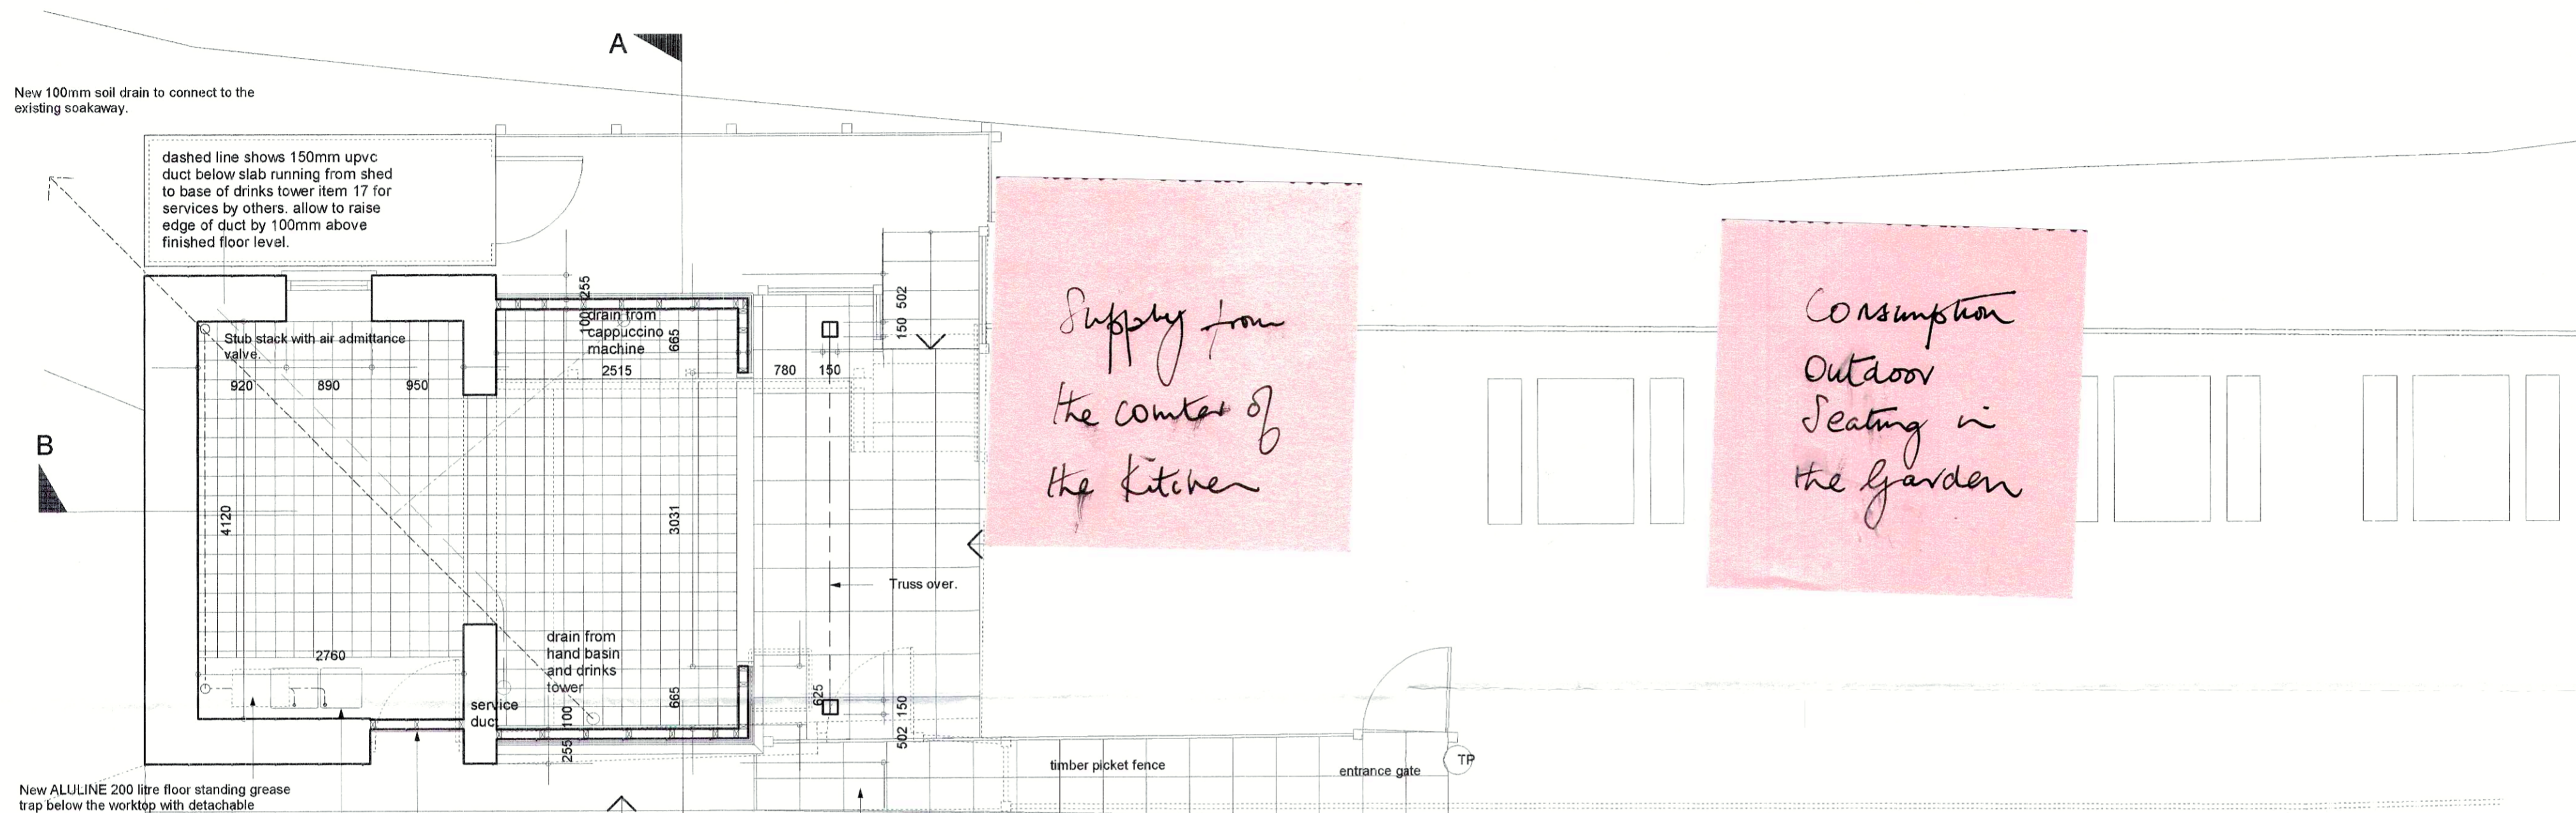 A
New 100mm soil drain to connect to the
existing soakaway.
dashed line shows 150mm upvc
duct below slab running from shed
to base of drinks tower item 17 for
services by others. allow to raise
edge of duct by 100mm above
finished floor level.
Supply from
the counter of
the Kitchen
Consumption
Outdoor
Seating in
the Garden
255
100
drain from
cappuccino
machine
665
2515
780
150
502
150
Stub stack with air admittance
valve.
920
890
950
B
4120
3031
Truss over.
2760
drain from
hand basin
and drinks
tower
service
duct
100
255
665
625
150
502
timber picket fence
entrance gate
TP
New ALULINE 200 litre floor standing grease
trap below the worktop with detachable